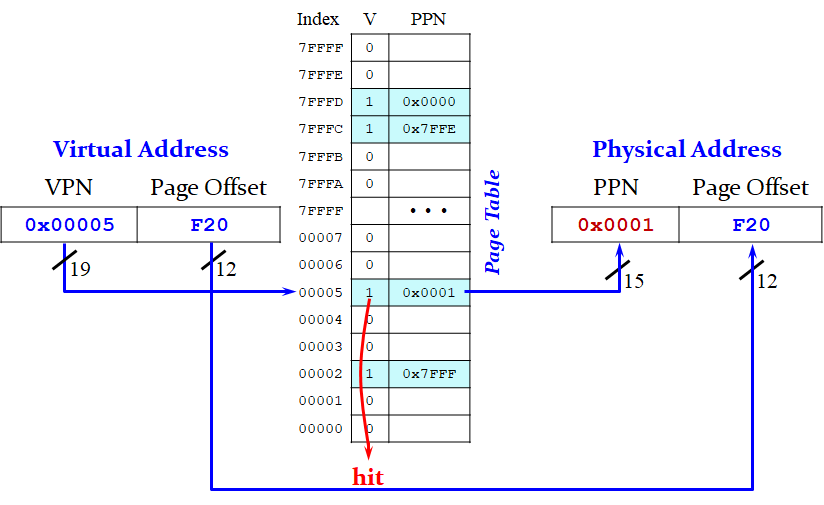 Index V PPN
7FFFF 0
7FFFE 0
7FFFD 1 0x0000
7FFFC 1 0x7FFE
7FFFB 0
7FFFA 0
7FFFF • • •
00007 0
00006 0
00005 1 0x0001
00004 0
00003 0
00002 1 0x7FFF
00001 0
00000 0
hit
Virtual Address
VPN Page Offset
0x00005 F20
19 12
Page Table
Physical Address
PPN Page Offset
0x0001 F20
15 12